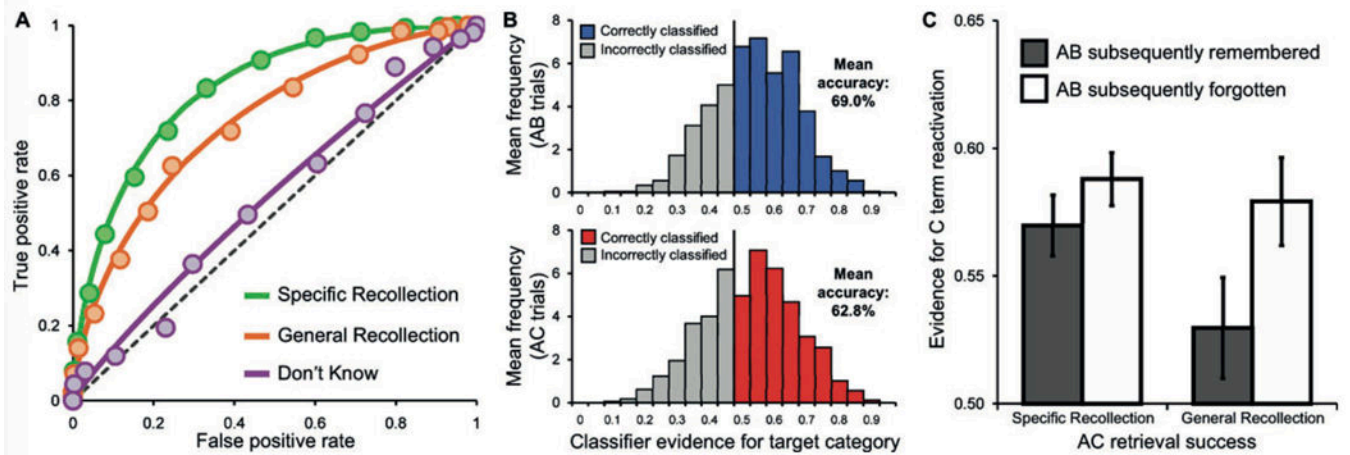 A
1
0.8
0.6
0.4
0.2
0
True positive rate
0
0.2
0.4
0.6
0.8
1
False positive rate
Specific Recollection
General Recollection
Don't Know
B
8
6
4
2
0
Mean frequency
(AB trials)
Correctly classified
Incorrectly classified
Mean
accuracy:
69.0%
0
0.1
0.2
0.3
0.4
0.5
0.6
0.7
0.8
0.9
8
6
4
2
0
Mean frequency
(AC trials)
Correctly classified
Incorrectly classified
Mean
accuracy:
62.8%
0
0.1
0.2
0.3
0.4
0.5
0.6
0.7
0.8
0.9
Classifier evidence for target category
C
0.65
0.60
0.55
0.50
Evidence for C term reactivation
AB subsequently remembered
AB subsequently forgotten
Specific Recollection
General Recollection
AC retrieval success